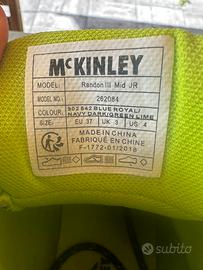 McKINLEY
MODEL: Randon III Mid JR
MODEL NO.: 262084
COLOUR: 902 542 BLUE ROYAL/
NAVY DARK/GREEN LIME
SIZE: EU 37 UK 3 US 4
MADE IN CHINA
FABRIQUÉ EN CHINE
F-1772-01/2018
subito